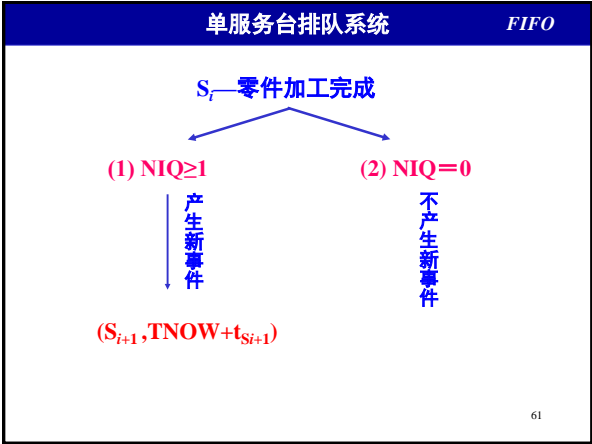 单服务台排队系统 FIFO
Si—零件加工完成
(1) NIQ≥1 (2) NIQ＝0
产生新事件
不产生新事件
(Si+1 ,TNOW+tSi+1)
61